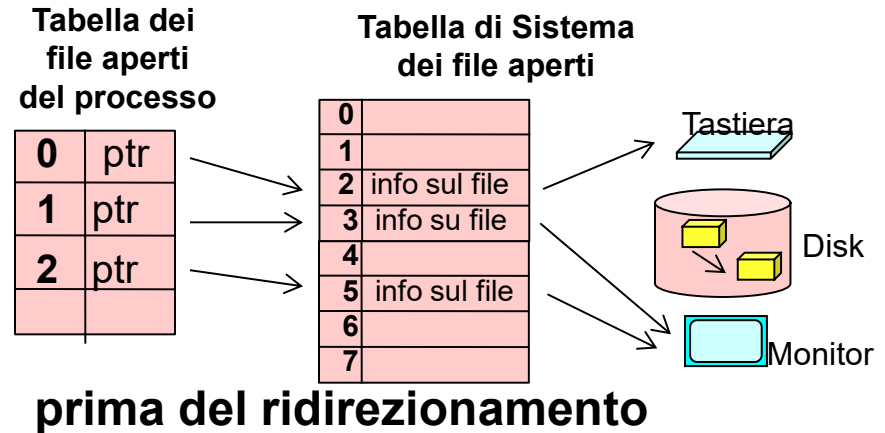 Tabella dei
file aperti
del processo
Tabella di Sistema
dei file aperti
0 ptr
1 ptr
2 ptr
0
1
2 info sul file
3 info su file
4
5 info sul file
6
7
Tastiera
Disk
Monitor
prima del ridirezionamento